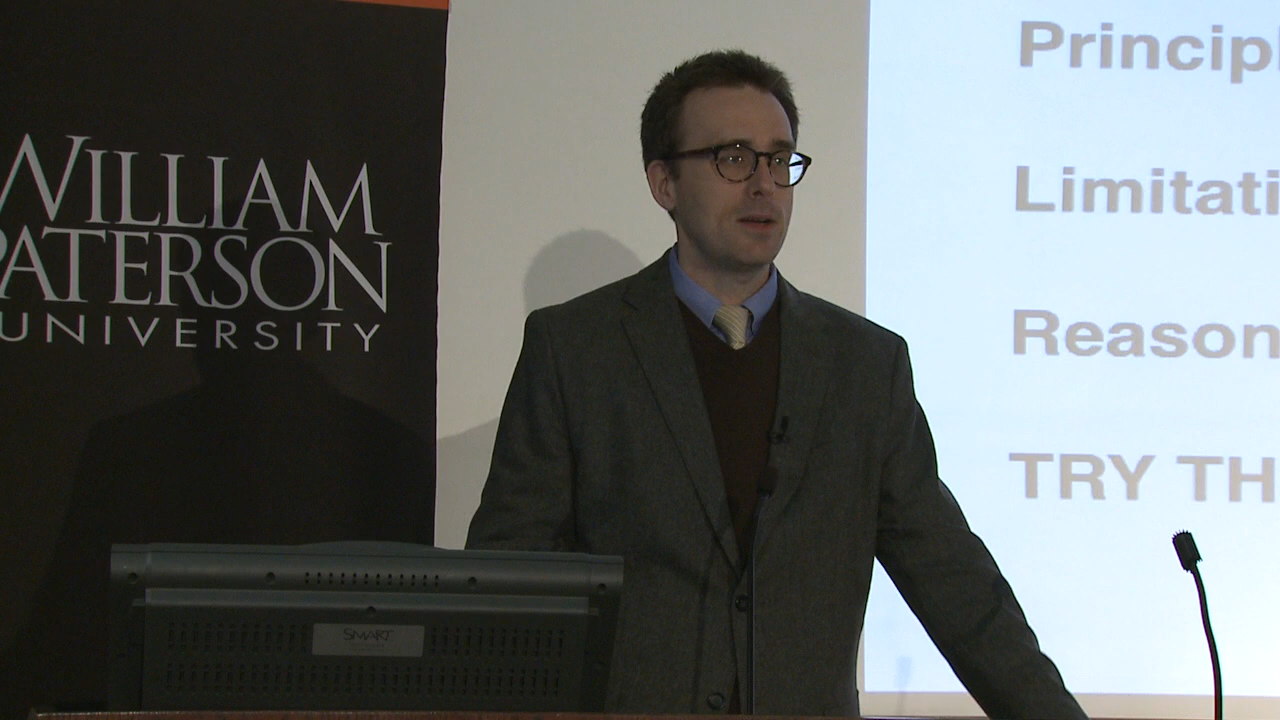 WILLIAM
PATERSON
UNIVERSITY
Princip
Limitati
Reason
TRY TH
SMART